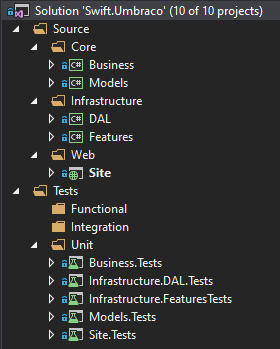 Solution 'Swift.Umbraco' (10 of 10 projects)
Source
Core
C# Business
C# Models
Infrastructure
C# DAL
C# Features
Web
Site
Tests
Functional
Integration
Unit
Business.Tests
Infrastructure.DAL.Tests
Infrastructure.FeaturesTests
Models.Tests
Site.Tests